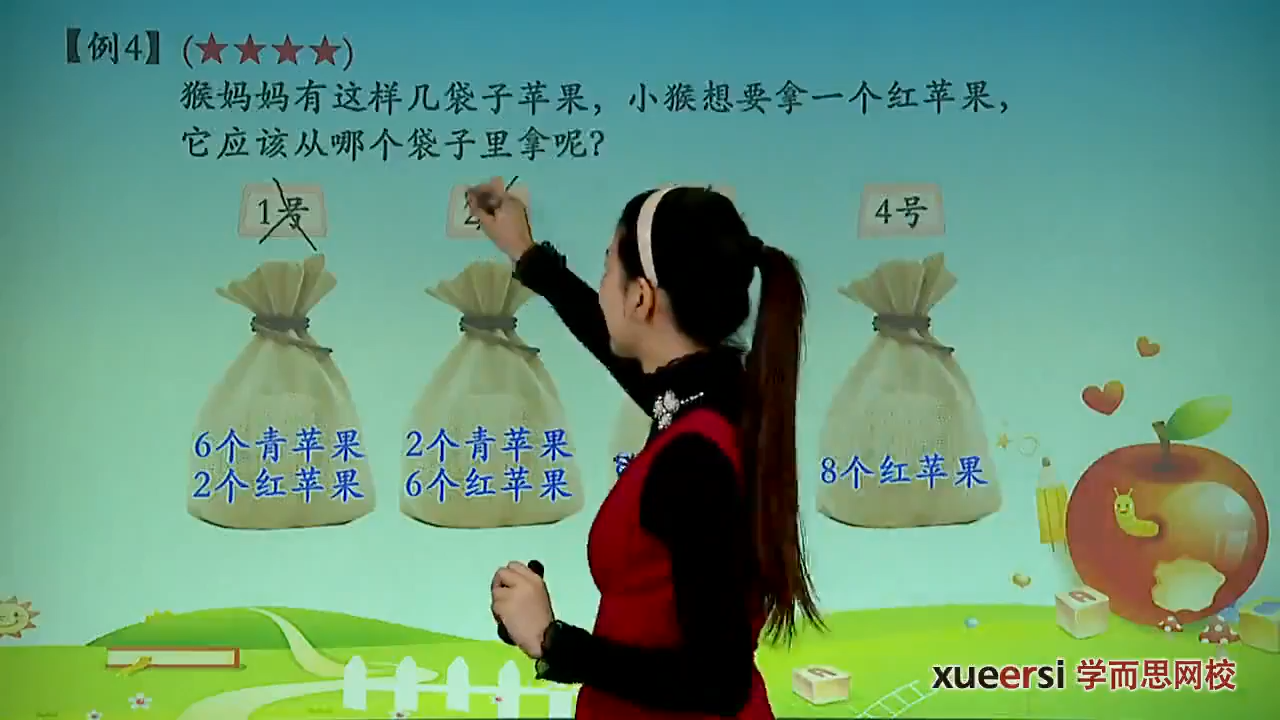 【例4】(★★★★)
猴妈妈有这样几袋子苹果，小猴想要拿一个红苹果，
它应该从哪个袋子里拿呢？
1号
4号
6个青苹果
2个红苹果
2个青苹果
6个红苹果
8个红苹果
xueersi 学而思网校